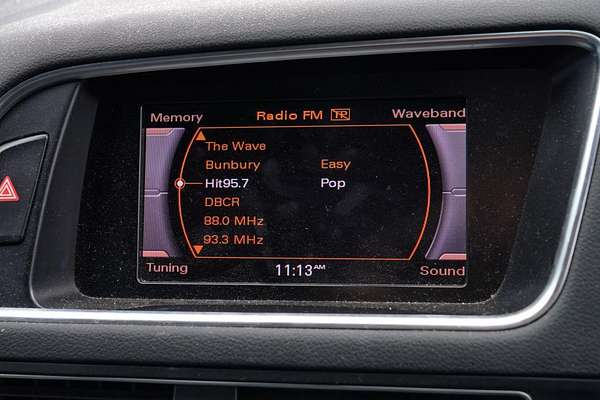 Memory Radio FM TP Waveband
The Wave
Bunbury Easy
Hit95.7 Pop
DBCR
88.0 MHz
93.3 MHz
Tuning 11:13 AM Sound